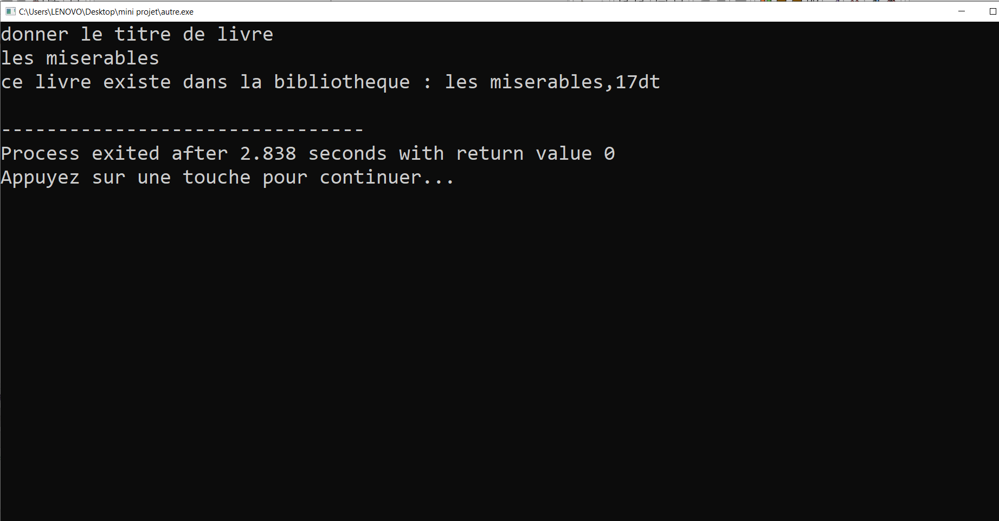 C:\Users\LENOVO\Desktop\mini projet\autre.exe
donner le titre de livre
les miserables
ce livre existe dans la bibliotheque : les miserables,17dt
--------------------------------
Process exited after 2.838 seconds with return value 0
Appuyez sur une touche pour continuer...